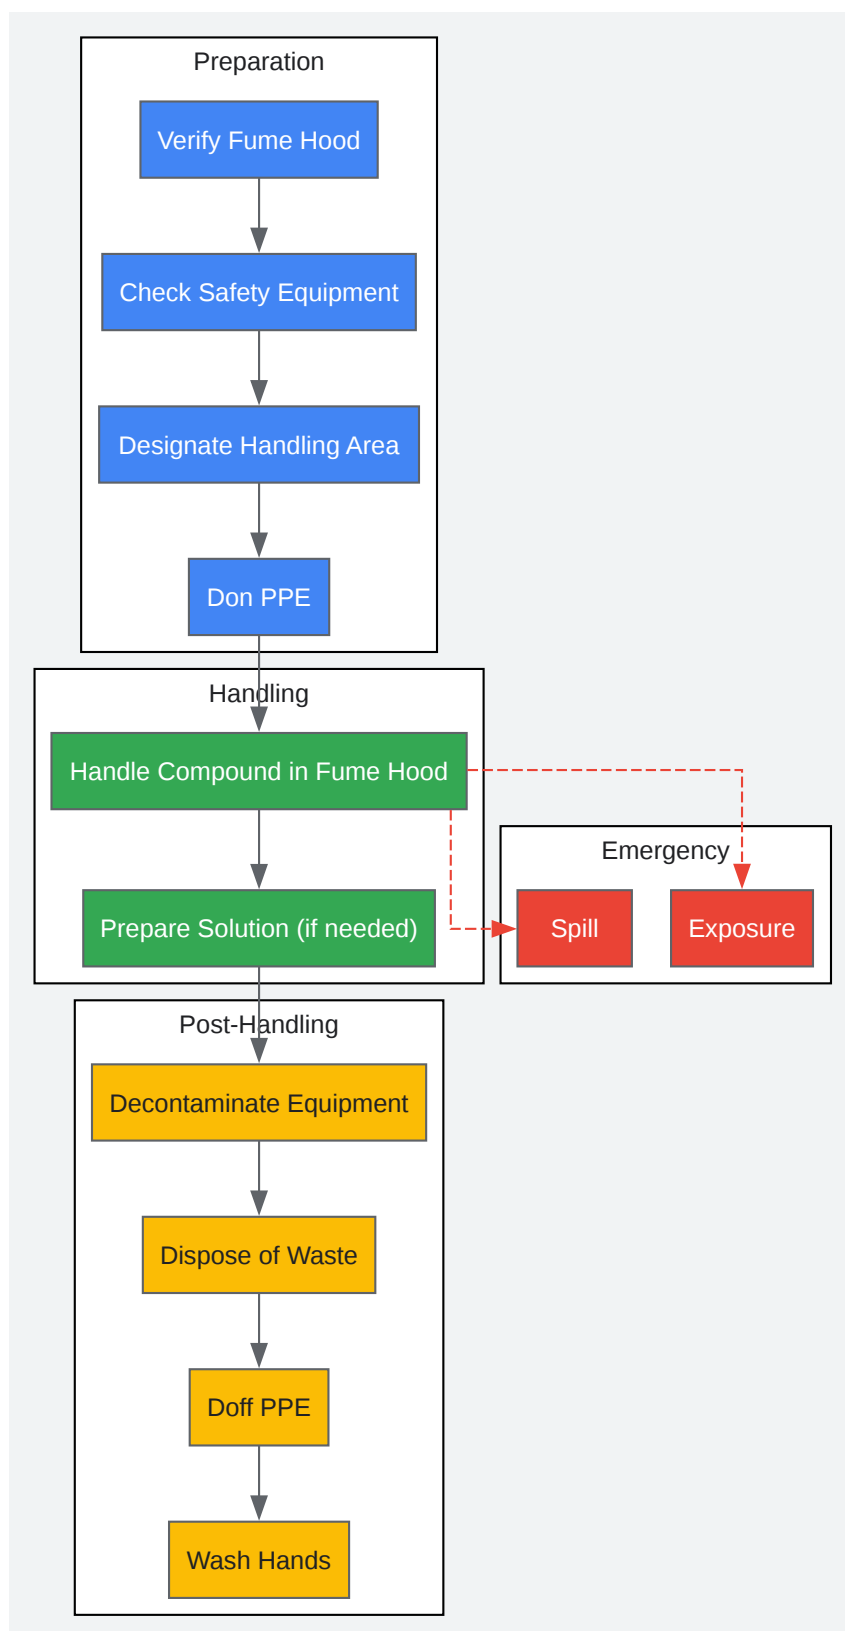 Preparation
Verify Fume Hood
Check Safety Equipment
Designate Handling Area
Don PPE
Handling
Handle Compound in Fume Hood
Prepare Solution (if needed)
Emergency
Spill
Exposure
Post-Handling
Decontaminate Equipment
Dispose of Waste
Doff PPE
Wash Hands